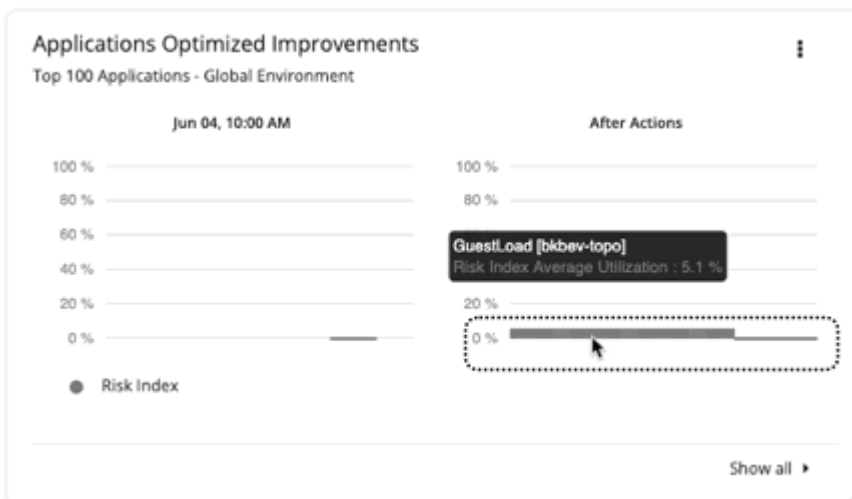 Applications Optimized Improvements
Top 100 Applications - Global Environment
Jun 04, 10:00 AM
After Actions
100 %
80 %
60 %
40 %
20 %
0 %
100 %
80 %
GuestLoad [bkbev-topo]
Risk Index Average Utilization : 5.1 %
20 %
0 %
Risk Index
Show all